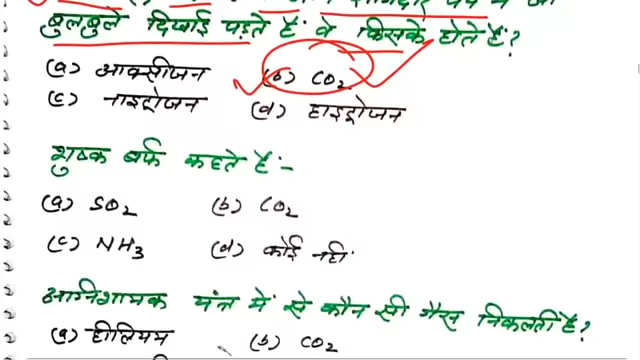 बुलबुले दिखाई पड़ते हैं वे किसके होते हैं?
(a) आक्सीजन (b) CO₂
(c) नाइट्रोजन (d) हाइड्रोजन
शुष्क बर्फ कहते हैं:-
(a) SO₂ (b) CO₂
(c) NH₃ (d) कोई नहीं
अग्निशामक यंत्र में से कौन सी गैस निकलती है?
(a) हीलियम (b) CO₂